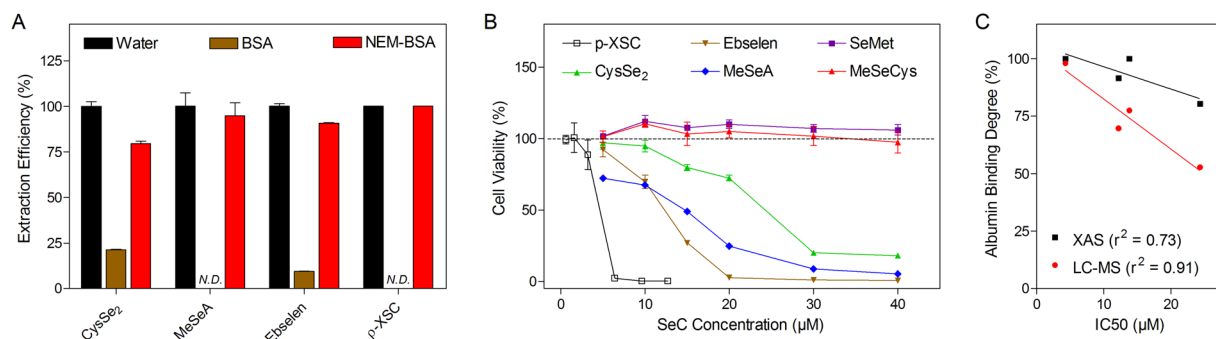 A
Water
BSA
NEM-BSA
Extraction Efficiency (%)
125
100
75
50
25
0
N.D.
N.D.
CysSe₂
MeSeA
Ebselen
ρ-XSC
B
p-XSC
Ebselen
SeMet
CysSe₂
MeSeA
MeSeCys
Cell Viability (%)
150
100
50
0
0
10
20
30
40
SeC Concentration (µM)
C
Albumin Binding Degree (%)
100
75
50
25
0
XAS (r² = 0.73)
LC-MS (r² = 0.91)
0
10
20
IC50 (µM)